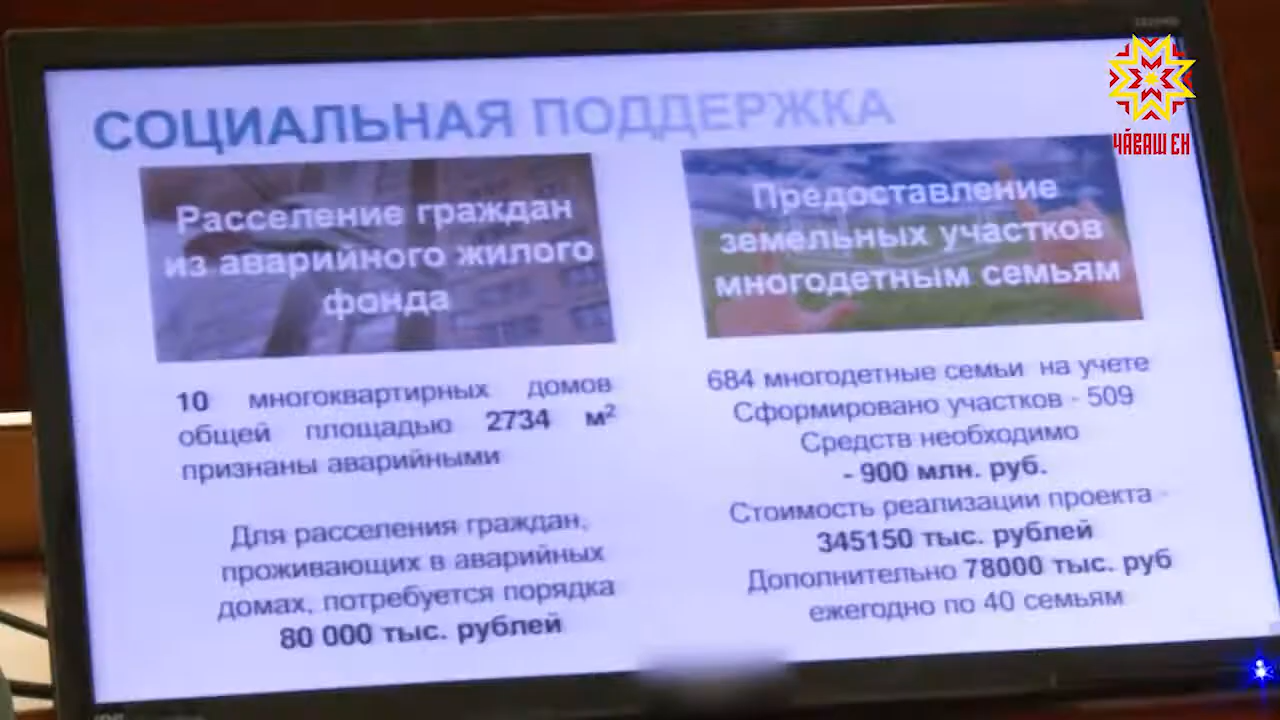 СОЦИАЛЬНАЯ ПОДДЕРЖКА
Расселение граждан
из аварийного жилого
фонда
10 многоквартирных домов
общей площадью 2734 м²
признаны аварийными
Для расселения граждан,
проживающих в аварийных
домах, потребуется порядка
80 000 тыс. рублей
Предоставление
земельных участков
многодетным семьям
684 многодетные семьи на учете
Сформировано участков - 509
Средств необходимо
- 900 млн. руб.
Стоимость реализации проекта -
345150 тыс. рублей
Дополнительно 78000 тыс. руб
ежегодно по 40 семьям
ЧӐВАШ ЕН